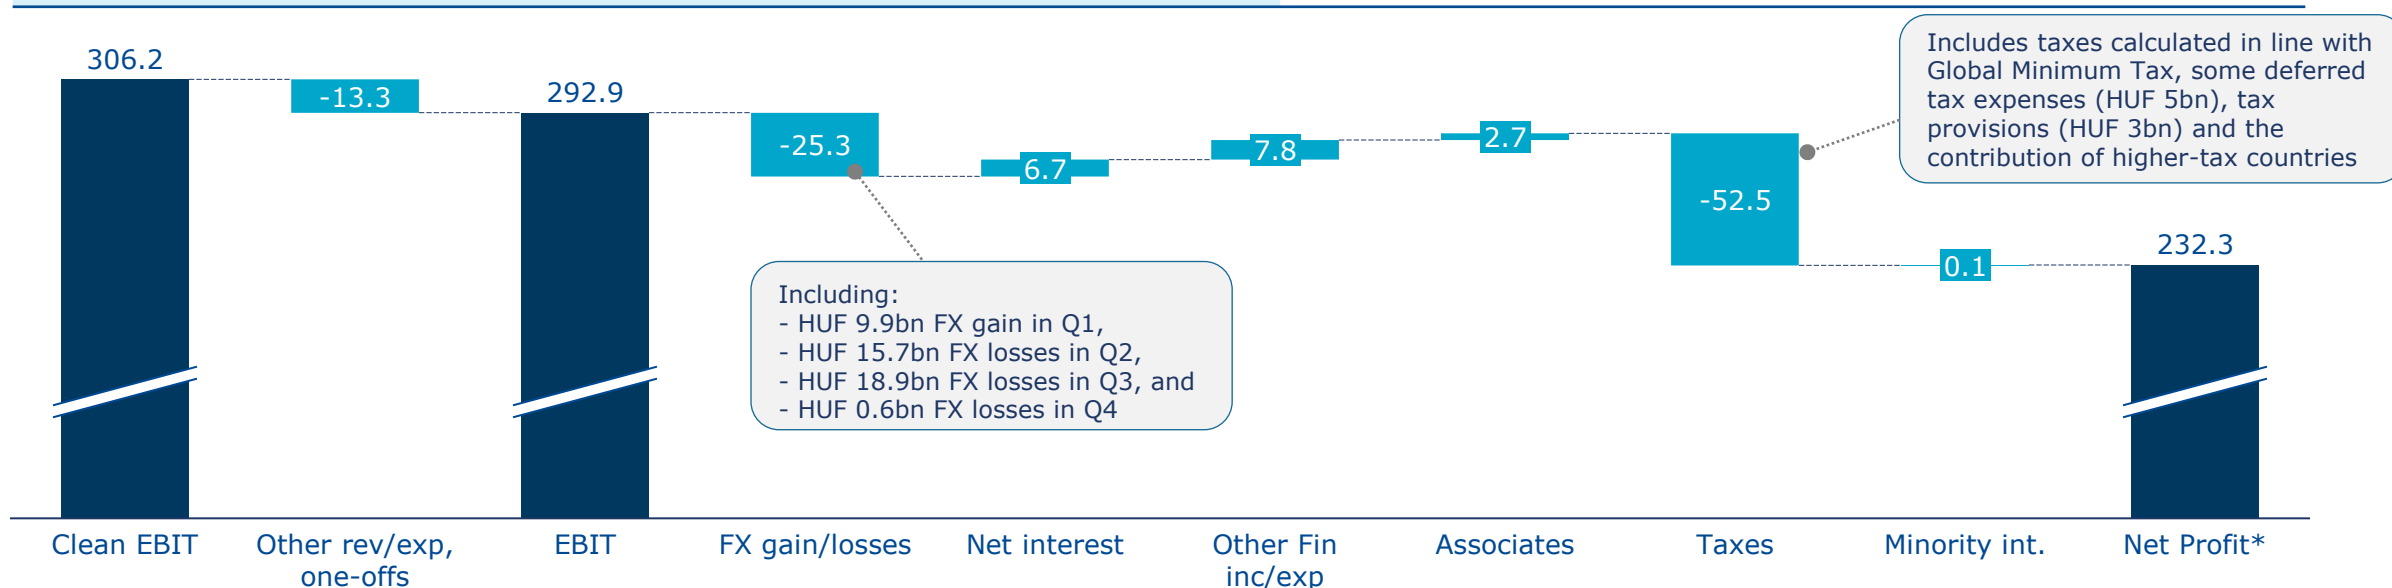 306.2
-13.3
292.9
-25.3
6.7
7.8
2.7
-52.5
0.1
232.3
Includes taxes calculated in line with
Global Minimum Tax, some deferred
tax expenses (HUF 5bn), tax
provisions (HUF 3bn) and the
contribution of higher-tax countries
Including:
- HUF 9.9bn FX gain in Q1,
- HUF 15.7bn FX losses in Q2,
- HUF 18.9bn FX losses in Q3, and
- HUF 0.6bn FX losses in Q4
Clean EBIT
Other rev/exp,
one-offs
EBIT
FX gain/losses
Net interest
Other Fin
inc/exp
Associates
Taxes
Minority int.
Net Profit*